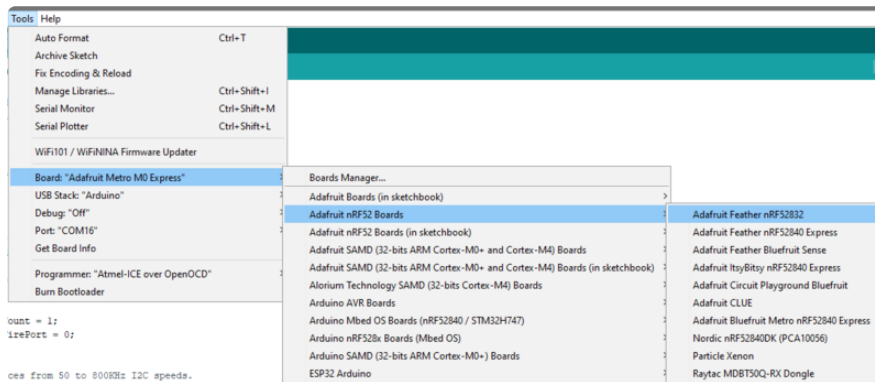 Tools Help
Auto Format Ctrl+T
Archive Sketch
Fix Encoding & Reload
Manage Libraries... Ctrl+Shift+I
Serial Monitor Ctrl+Shift+M
Serial Plotter Ctrl+Shift+L
WiFi101 / WiFiNINA Firmware Updater
Board: "Adafruit Metro M0 Express"
USB Stack: "Arduino"
Debug: "Off"
Port: "COM16"
Get Board Info
Programmer: "Atmel-ICE over OpenOCD"
Burn Bootloader
Boards Manager...
Adafruit Boards (in sketchbook)
Adafruit nRF52 Boards
Adafruit nRF52 Boards (in sketchbook)
Adafruit SAMD (32-bits ARM Cortex-M0+ and Cortex-M4) Boards
Adafruit SAMD (32-bits ARM Cortex-M0+ and Cortex-M4) Boards (in sketchbook)
Alorium Technology SAMD (32-bits Cortex-M4) Boards
Arduino AVR Boards
Arduino Mbed OS Boards (nRF52840 / STM32H747)
Arduino nRF528x Boards (Mbed OS)
Arduino SAMD (32-bits ARM Cortex-M0+) Boards
ESP32 Arduino
Adafruit Feather nRF52832
Adafruit Feather nRF52840 Express
Adafruit Feather Bluefruit Sense
Adafruit ItsyBitsy nRF52840 Express
Adafruit Circuit Playground Bluefruit
Adafruit CLUE
Adafruit Bluefruit Metro nRF52840 Express
Nordic nRF52840DK (PCA10056)
Particle Xenon
Raytac MDBT50Q-RX Dongle
ount = 1;
irePort = 0;
ces from 50 to 800KHz I2C speeds.